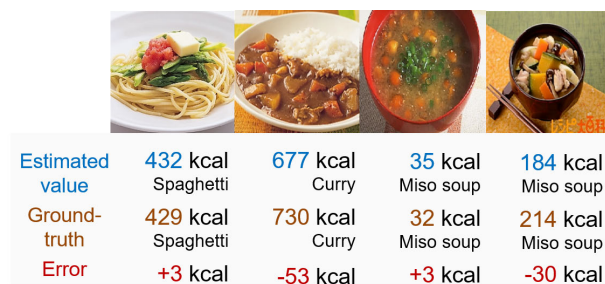 Estimated value 432 kcal 677 kcal 35 kcal 184 kcal
Spaghetti Curry Miso soup Miso soup
Ground-truth 429 kcal 730 kcal 32 kcal 214 kcal
Spaghetti Curry Miso soup Miso soup
Error +3 kcal -53 kcal +3 kcal -30 kcal